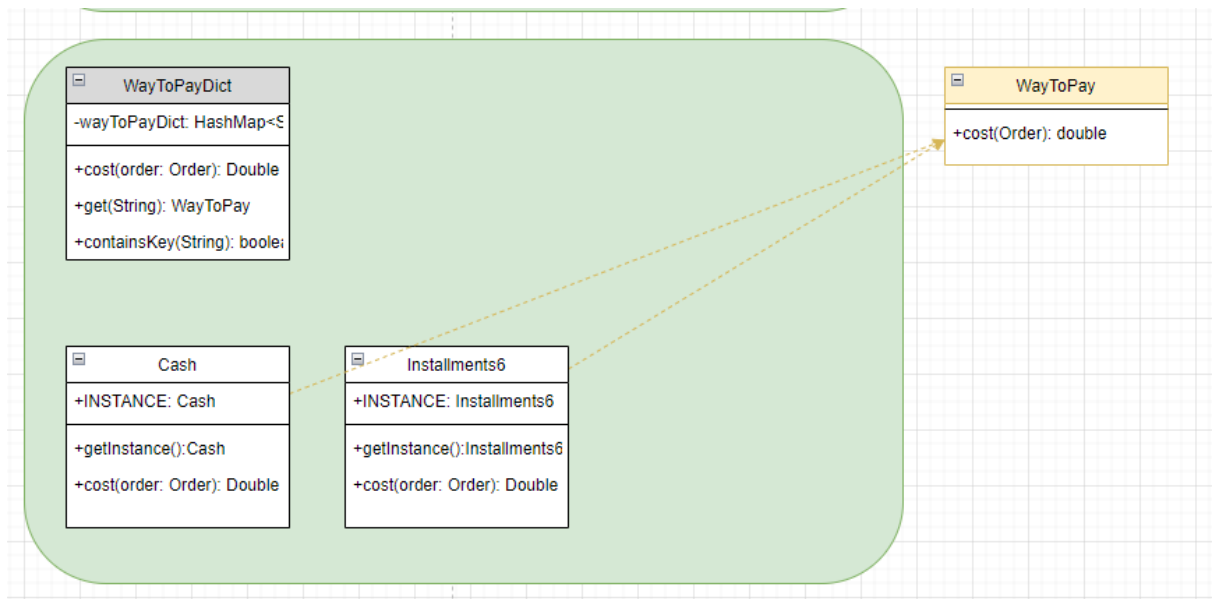 WayToPayDict
-wayToPayDict: HashMap<S
+cost(order: Order): Double
+get(String): WayToPay
+containsKey(String): boolea
WayToPay
+cost(Order): double
Cash
+INSTANCE: Cash
+getInstance():Cash
+cost(order: Order): Double
Installments6
+INSTANCE: Installments6
+getInstance():Installments6
+cost(order: Order): Double